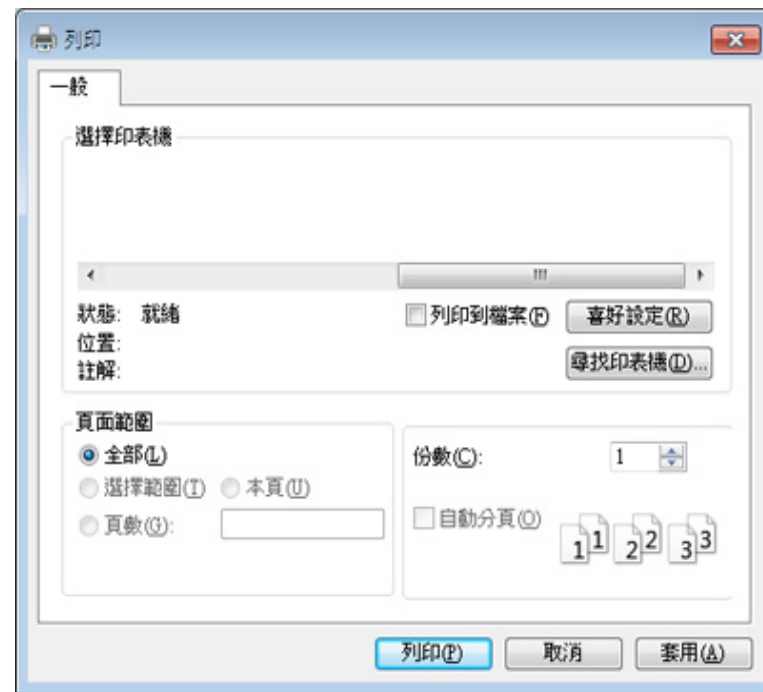 列印
一般
選擇印表機
狀態: 就緒
列印到檔案(F)
喜好設定(R)
位置:
註解:
尋找印表機(D)...
頁面範圍
全部(L)
選擇範圍(T) 本頁(U)
頁數(G):
份數(C): 1
自動分頁(O)
1 1 2 2 3 3
列印(P) 取消 套用(A)